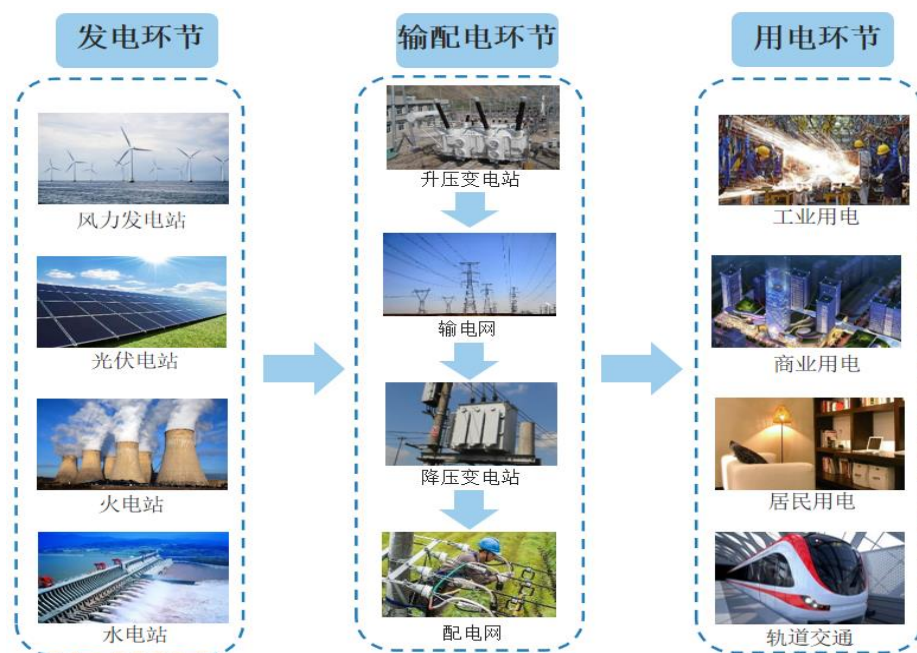 发电环节
输配电环节
用电环节
风力发电站
光伏电站
火电站
水电站
升压变电站
输电网
降压变电站
配电网
工业用电
商业用电
居民用电
轨道交通